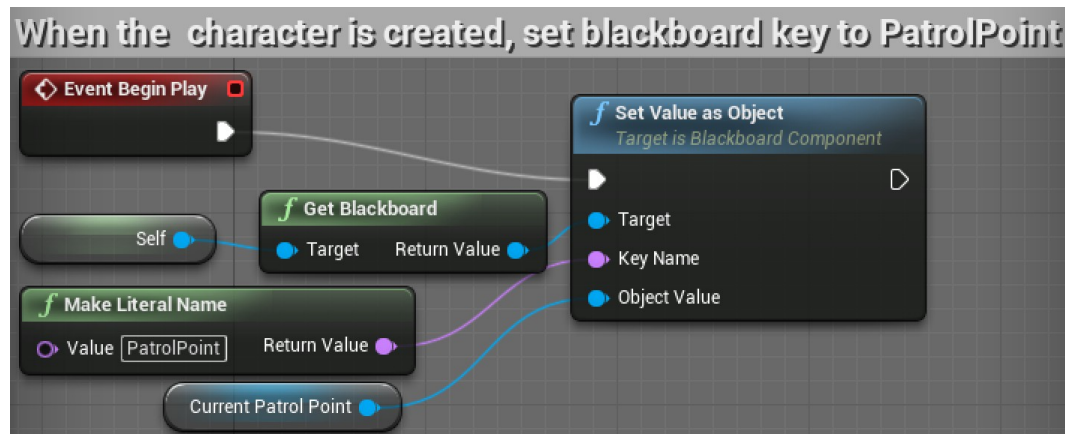 When the  character is created, set blackboard key to PatrolPoint
Event Begin Play
Set Value as Object
Target is Blackboard Component
Get Blackboard
Self
Target
Return Value
Target
Key Name
Make Literal Name
Object Value
Value PatrolPoint
Return Value
Current Patrol Point